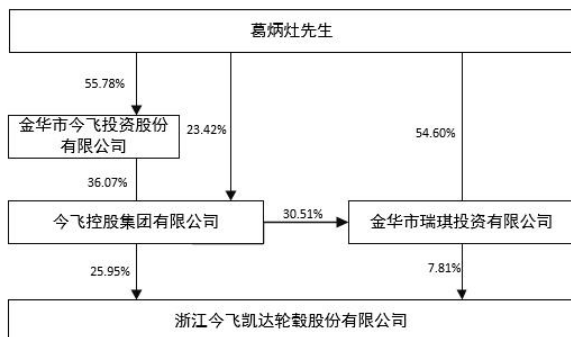 葛炳灶先生
55.78%
23.42%
54.60%
金华市今飞投资股份
有限公司
36.07%
今飞控股集团有限公司
30.51%
金华市瑞琪投资有限公司
25.95%
7.81%
浙江今飞凯达轮毂股份有限公司